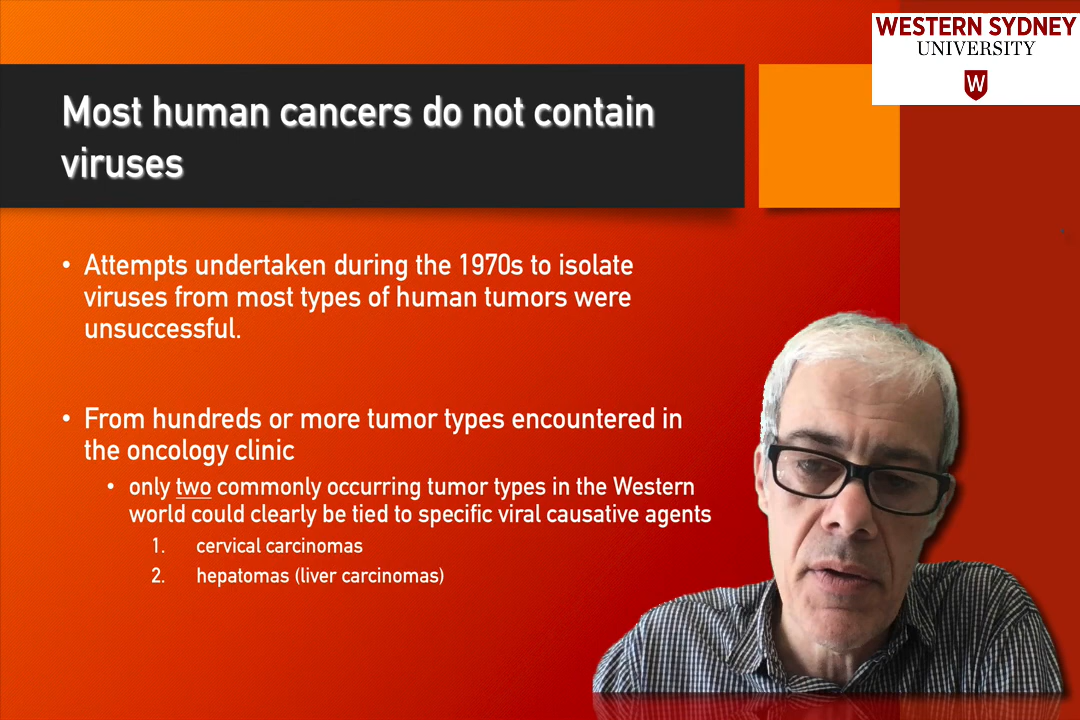 WESTERN SYDNEY
UNIVERSITY
W
Most human cancers do not contain
viruses
• Attempts undertaken during the 1970s to isolate
viruses from most types of human tumors were
unsuccessful.
• From hundreds or more tumor types encountered in
the oncology clinic
• only two commonly occurring tumor types in the Western
world could clearly be tied to specific viral causative agents
1. cervical carcinomas
2. hepatomas (liver carcinomas)